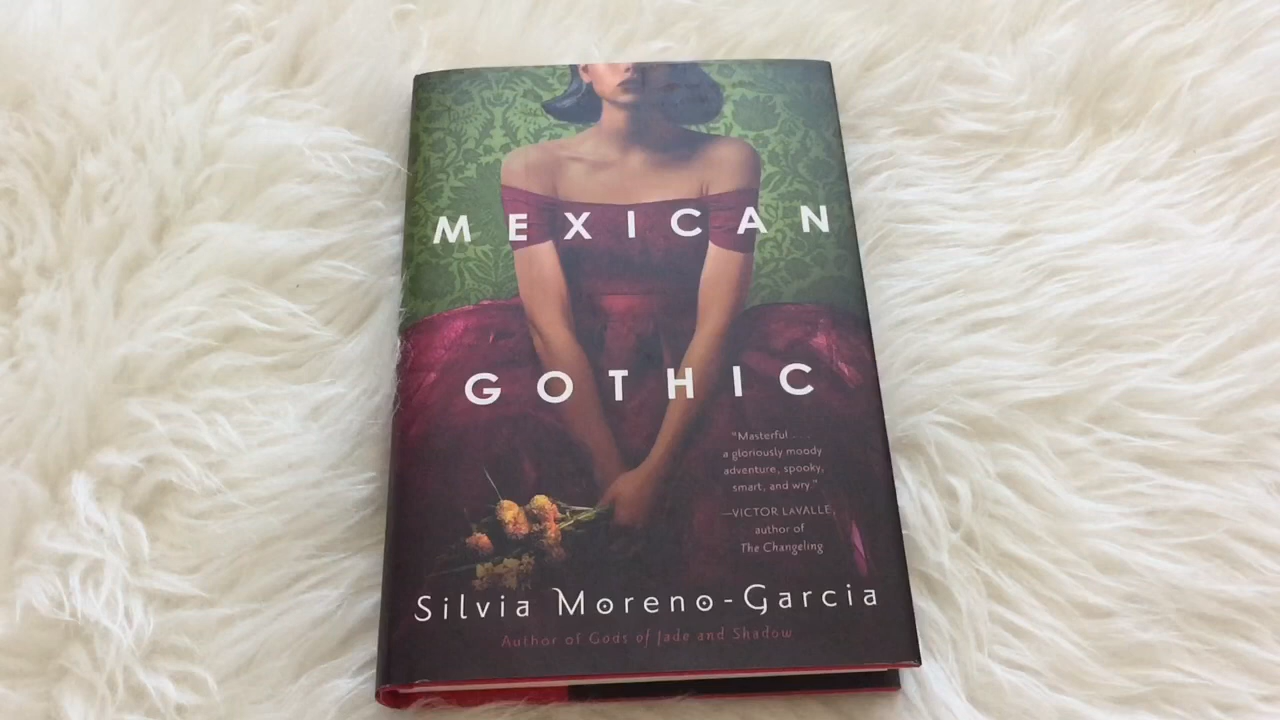 MEXICAN
GOTHIC
"Masterful . . .
a gloriously moody
adventure, spooky,
smart, and wry."
—VICTOR LAVALLE,
author of
The Changeling
Silvia Moreno-Garcia
Author of Gods of Jade and Shadow